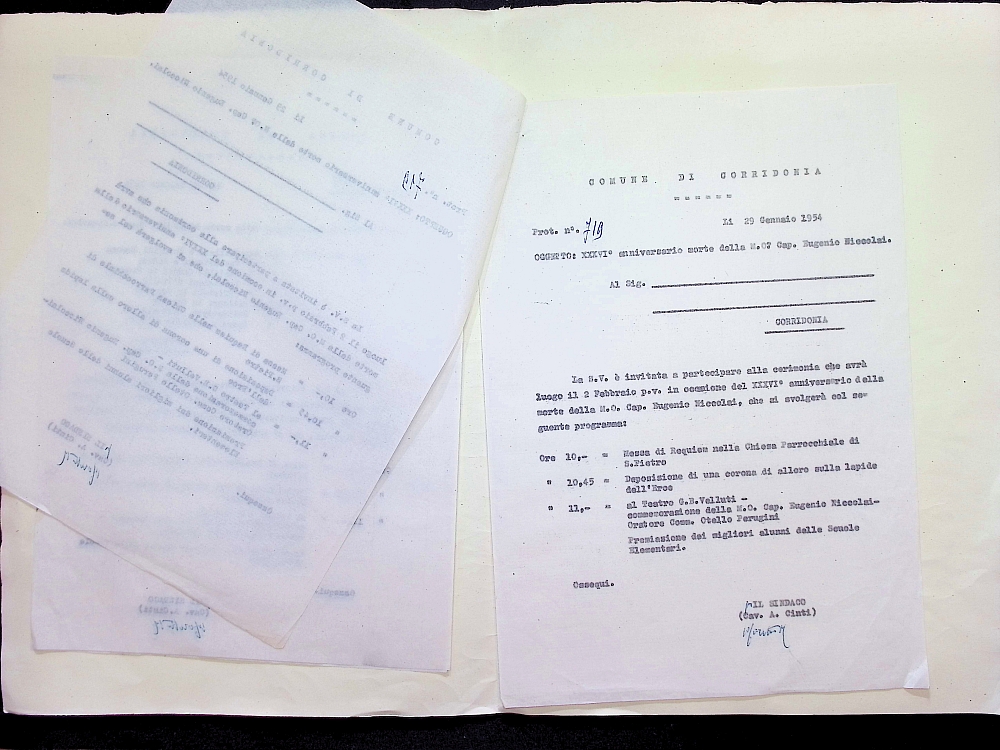 COMUNE DI CORRIDONIA
= = = = = =
Prot. n°. 719
Li 29 Gennaio 1954
OGGETTO: XXXVI° anniversario morte della M.O? Cap. Eugenio Niccolai.
Al Sig.
CORRIDONIA
La S.V. è invitata a partecipare alla cerimonia che avrà
luogo il 2 Febbraio p.v. in occasione del XXXVI° anniversario della
morte della M.O. Cap. Eugenio Niccolai, che si svolgerà col se-
guente programma:
Ore 10,- = Messa di Requiem nella Chiesa Parrocchiale di
S.Pietro
" 10,45 = Deposizione di una corona di alloro sulla lapide
dell'Eroe
" 11,- = al Teatro G.B.Velluti -
commemorazione della M.O. Cap. Eugenio Niccolai-
Oratore Comm. Otello Perugini
Premiazione dei migliori alunni delle Scuole
Elementari.
Ossequi.
IL SINDACO
(Cav. A. Cinti)